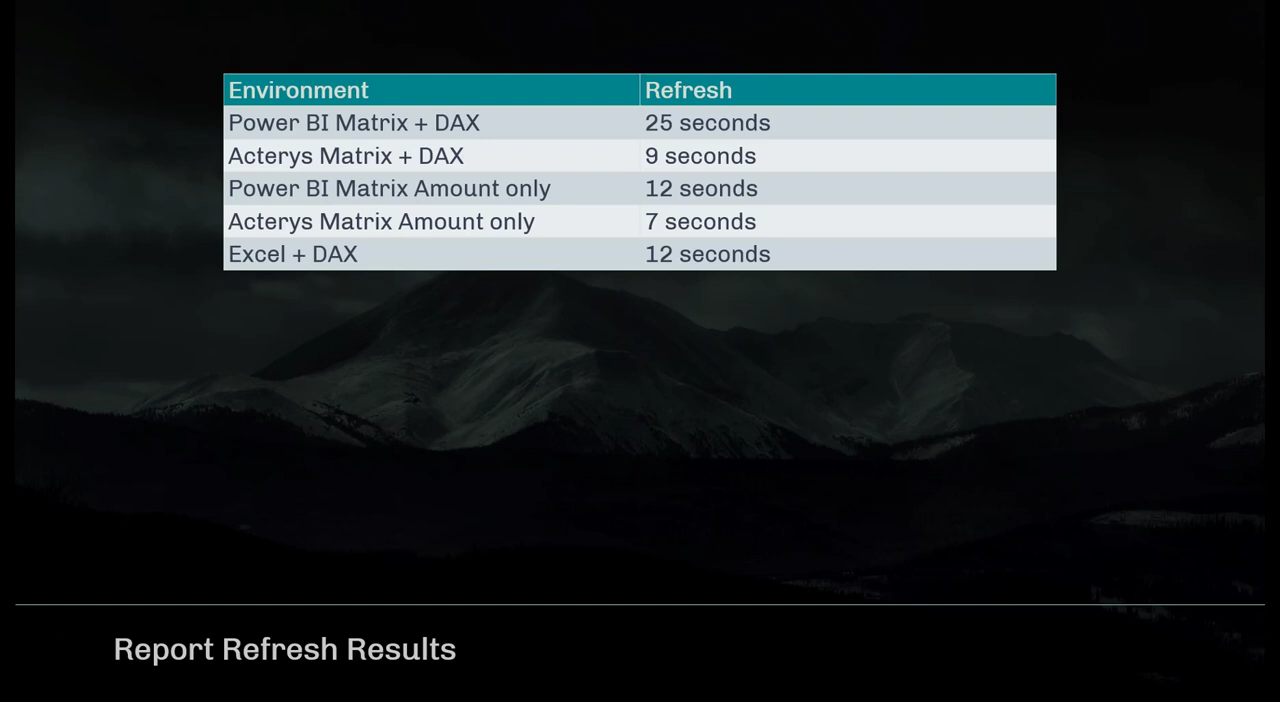 Environment Refresh
Power BI Matrix + DAX 25 seconds
Acterys Matrix + DAX 9 seconds
Power BI Matrix Amount only 12 seonds
Acterys Matrix Amount only 7 seconds
Excel + DAX 12 seconds
Report Refresh Results